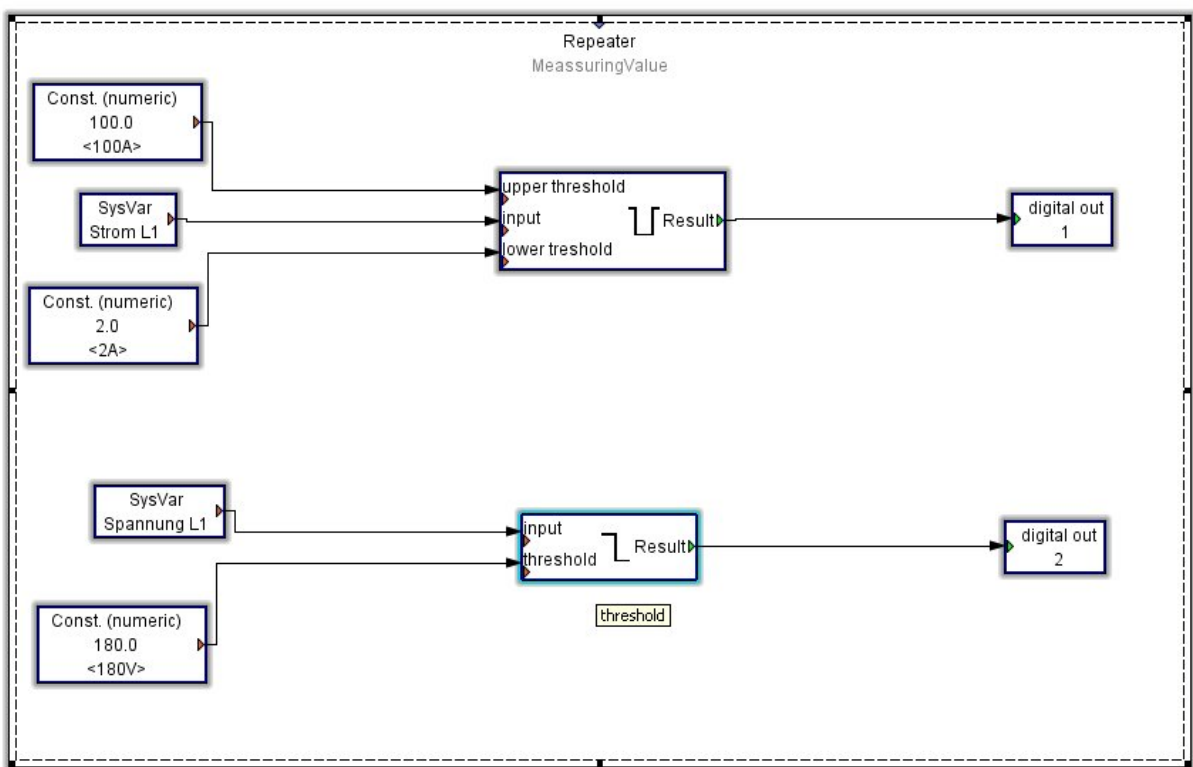 Repeater
MeassuringValue
Const. (numeric)
100.0
<100A>
SysVar
Strom L1
Const. (numeric)
2.0
<2A>
upper threshold
input
lower treshold
Result
digital out
1
SysVar
Spannung L1
Const. (numeric)
180.0
<180V>
input
threshold
Result
threshold
digital out
2